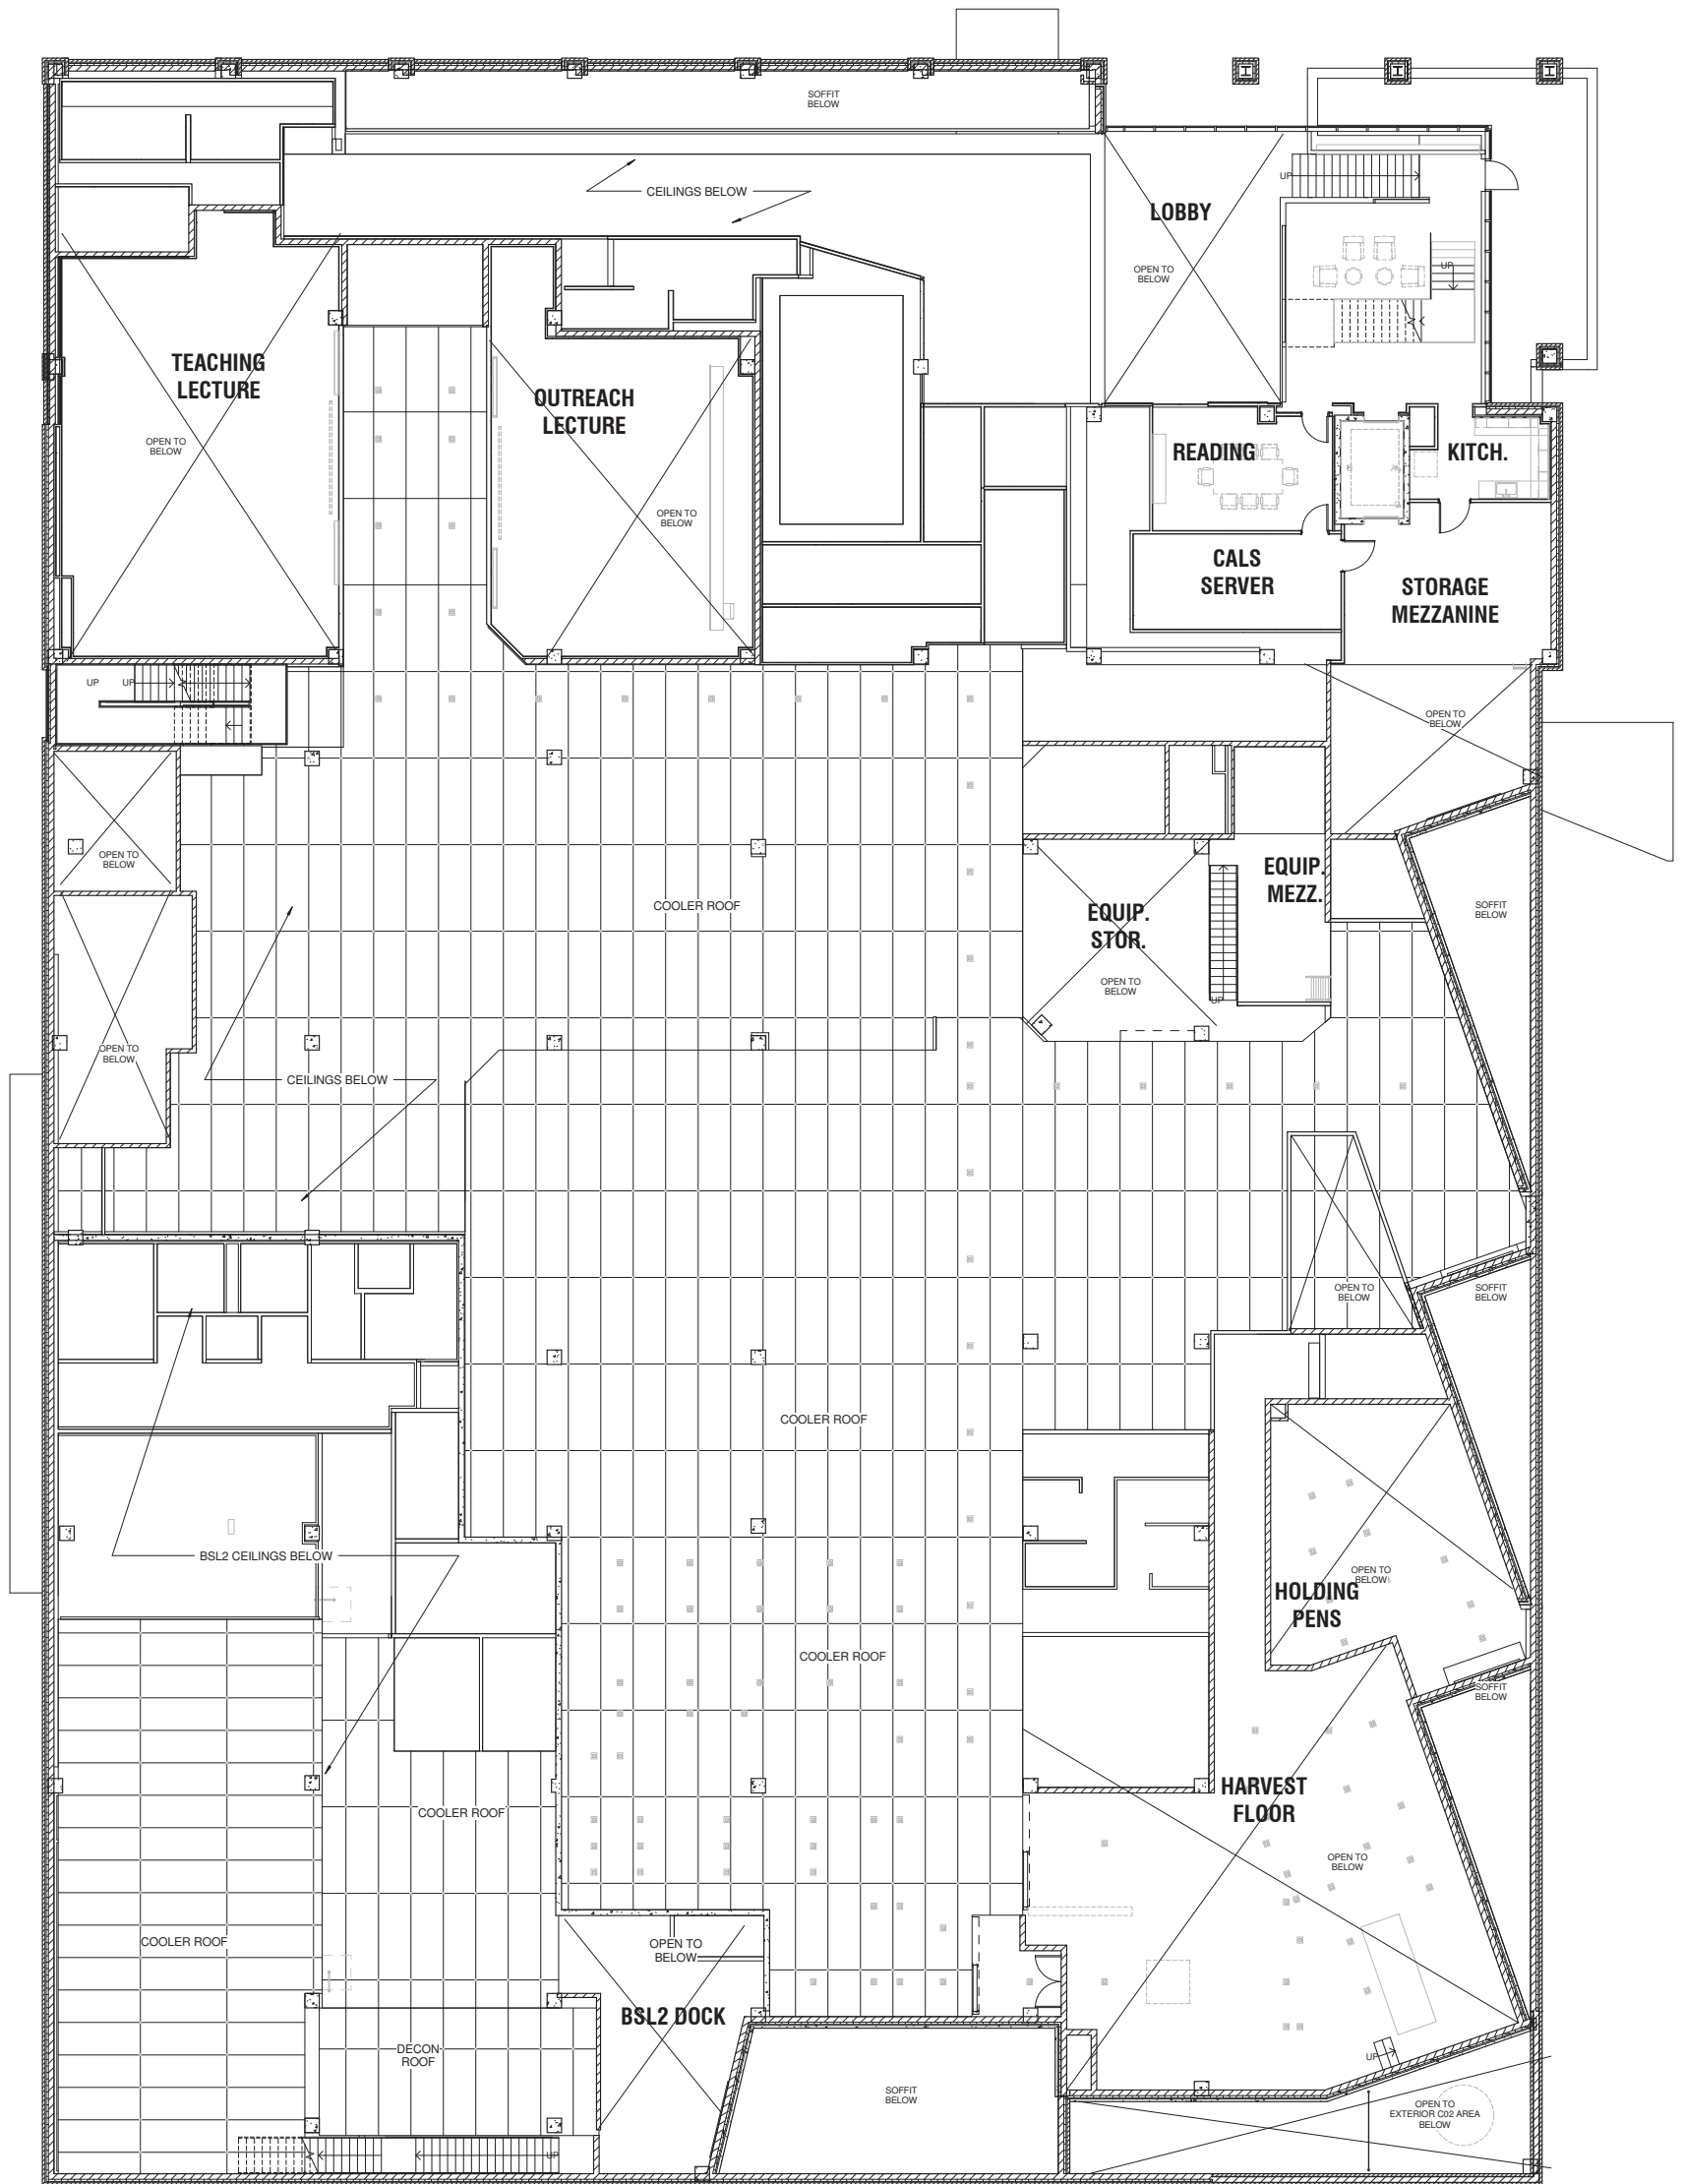 SOFFIT
BELOW
CEILINGS BELOW
UP
LOBBY
OPEN TO
BELOW
UP
TEACHING
LECTURE
OPEN TO
BELOW
OUTREACH
LECTURE
OPEN TO
BELOW
READING
KITCH.
CALS
SERVER
STORAGE
MEZZANINE
UP
UP
OPEN TO
BELOW
OPEN TO
BELOW
COOLER ROOF
EQUIP.
MEZZ.
EQUIP.
STOR.
OPEN TO
BELOW
UP
SOFFIT
BELOW
OPEN TO
BELOW
CEILINGS BELOW
OPEN TO
BELOW
SOFFIT
BELOW
COOLER ROOF
BSL2 CEILINGS BELOW
OPEN TO
BELOW
HOLDING
PENS
COOLER ROOF
SOFFIT
BELOW
HARVEST
FLOOR
COOLER ROOF
OPEN TO
BELOW
COOLER ROOF
OPEN TO
BELOW
BSL2 DOCK
DECON
ROOF
UP
SOFFIT
BELOW
OPEN TO
EXTERIOR C02 AREA
BELOW
UP